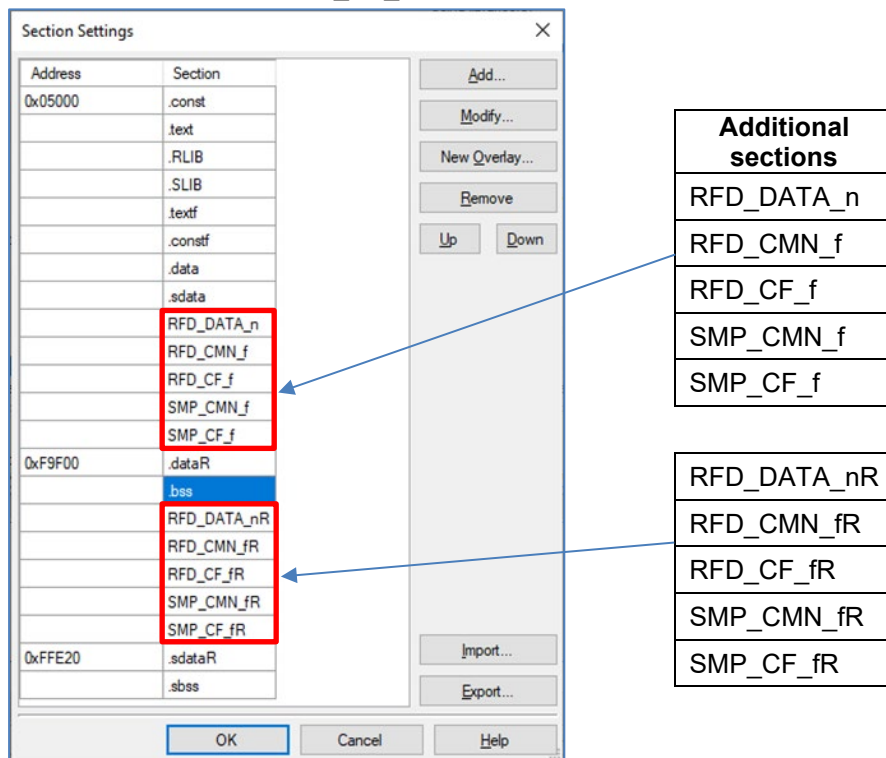 Section Settings
Address Section
0x05000 .const
.text
.RLIB
.SLIB
.textf
.constf
.data
.sdata
RFD_DATA_n
RFD_CMN_f
RFD_CF_f
SMP_CMN_f
SMP_CF_f
0xF9F00 .dataR
.bss
RFD_DATA_nR
RFD_CMN_fR
RFD_CF_fR
SMP_CMN_fR
SMP_CF_fR
0xFFE20 .sdataR
.sbss
Add...
Modify...
New Overlay...
Remove
Up Down
Import...
Export...
OK Cancel Help
Additional
sections
RFD_DATA_n
RFD_CMN_f
RFD_CF_f
SMP_CMN_f
SMP_CF_f
RFD_DATA_nR
RFD_CMN_fR
RFD_CF_fR
SMP_CMN_fR
SMP_CF_fR